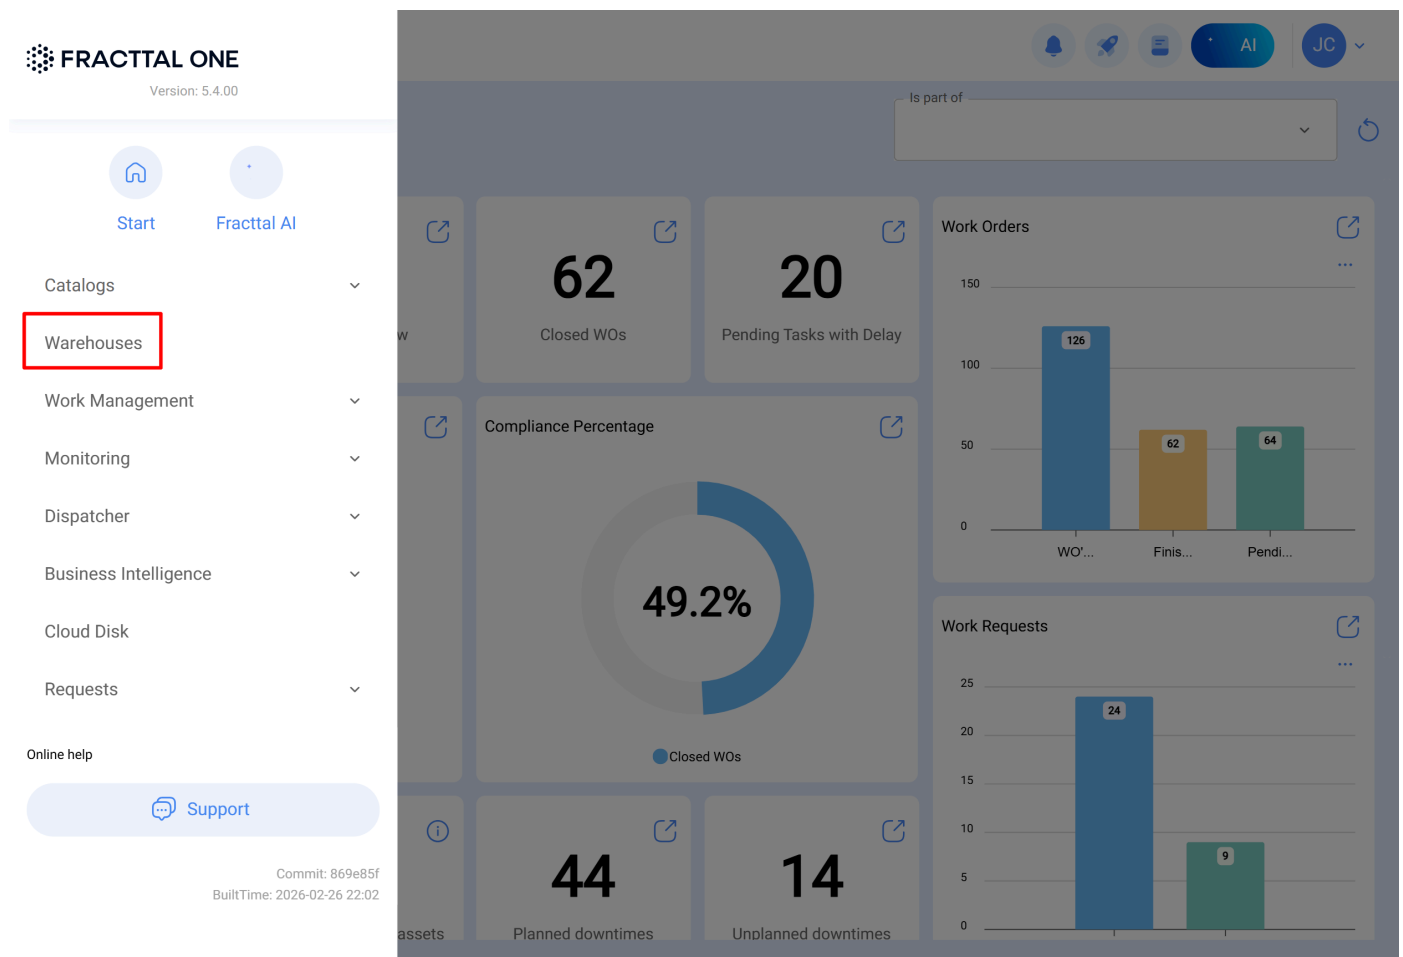 FRACTTAL ONE
Version: 5.4.00
Start
Fracttal AI
Catalogs
Warehouses
Work Management
Monitoring
Dispatcher
Business Intelligence
Cloud Disk
Requests
Online help
Support
Commit: 869e85f
BuiltTime: 2026-02-26 22:02
AI
JC
Is part of
w
62
Closed WOs
20
Pending Tasks with Delay
Work Orders
...
150
100
50
0
126
62
64
WO'...
Finis...
Pendi...
Compliance Percentage
49.2%
Closed WOs
Work Requests
...
25
20
15
10
5
0
24
9
assets
44
Planned downtimes
14
Unplanned downtimes